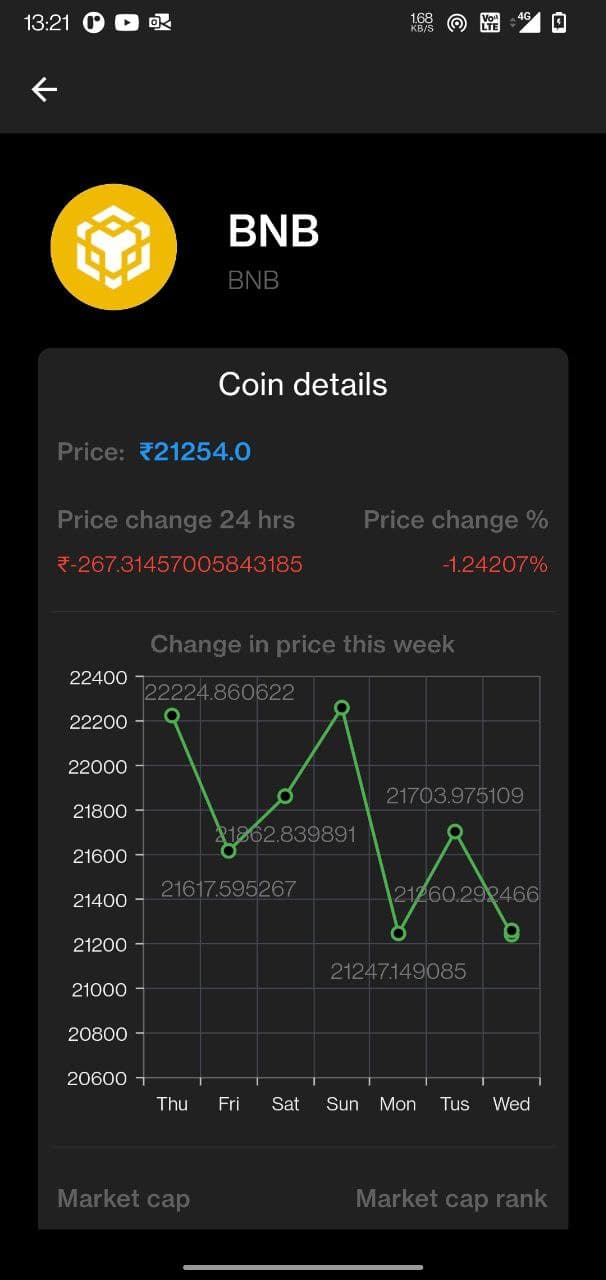 13:21
168 KB/S Vo LTE 4G
BNB
BNB
Coin details
Price: ₹21254.0
Price change 24 hrs Price change %
₹-267.31457005843185 -1.24207%
Change in price this week
22400
22224.860622
22200
22000
21703.975109
21800
21862.839891
21600
21617.595267
21260.292466
21400
21200
21247.149085
21000
20800
20600
Thu Fri Sat Sun Mon Tus Wed
Market cap Market cap rank